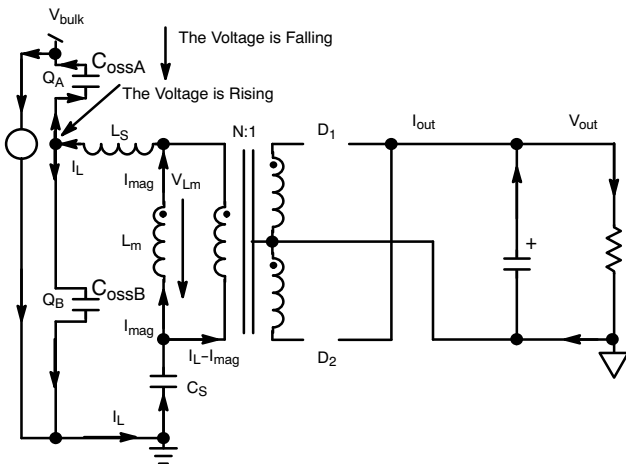 Vbulk
CossA
The Voltage is Falling
QA
The Voltage is Rising
LS
N:1
D1
Iout
Vout
IL
Imag
VLm
Lm
+
QB
CossB
Imag
IL–Imag
D2
CS
IL